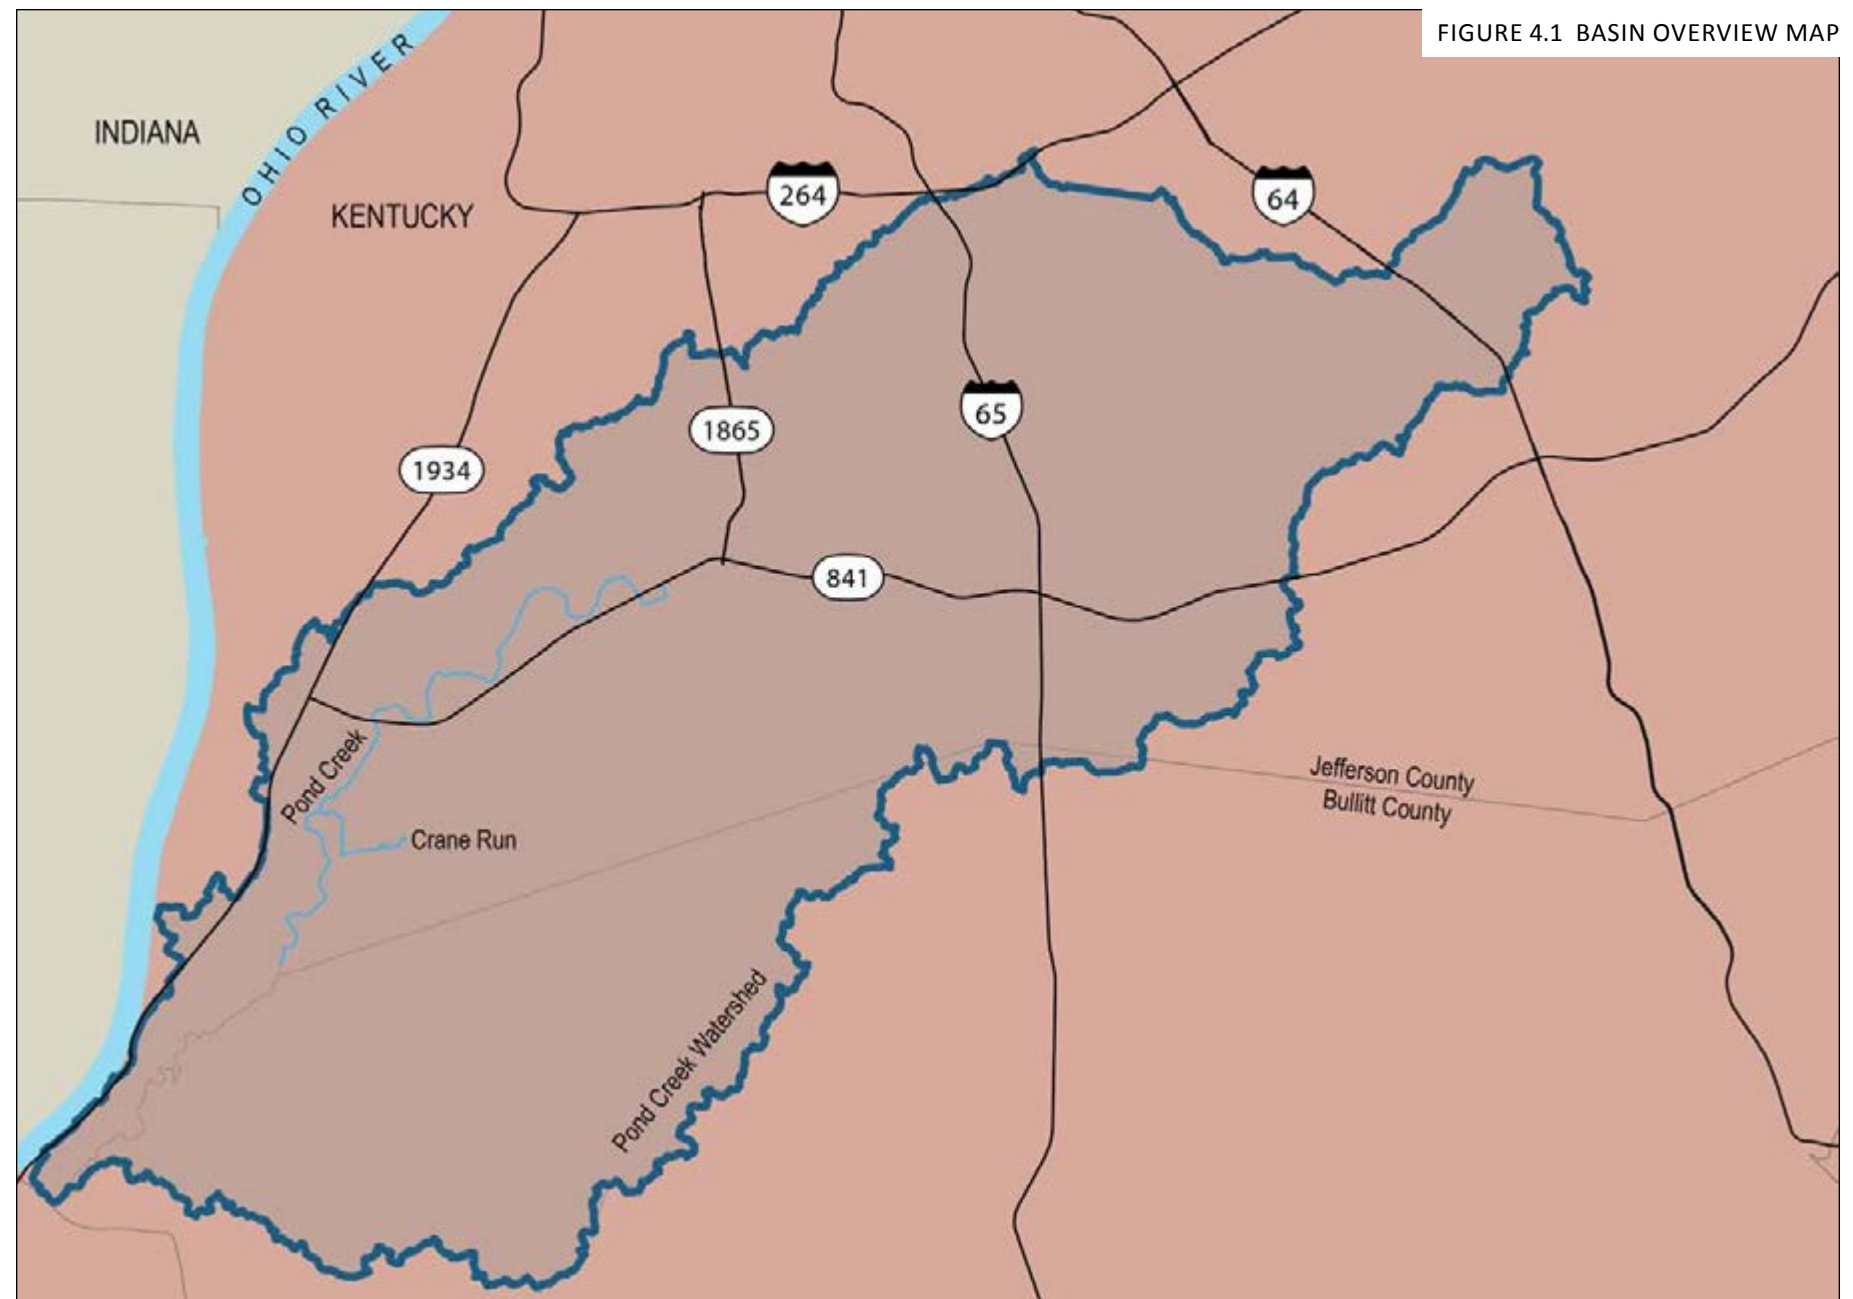 FIGURE 4.1 BASIN OVERVIEW MAP
INDIANA
OHIO RIVER
KENTUCKY
264
64
65
1865
1934
841
Pond Creek
Crane Run
Jefferson County
Bullitt County
Pond Creek Watershed